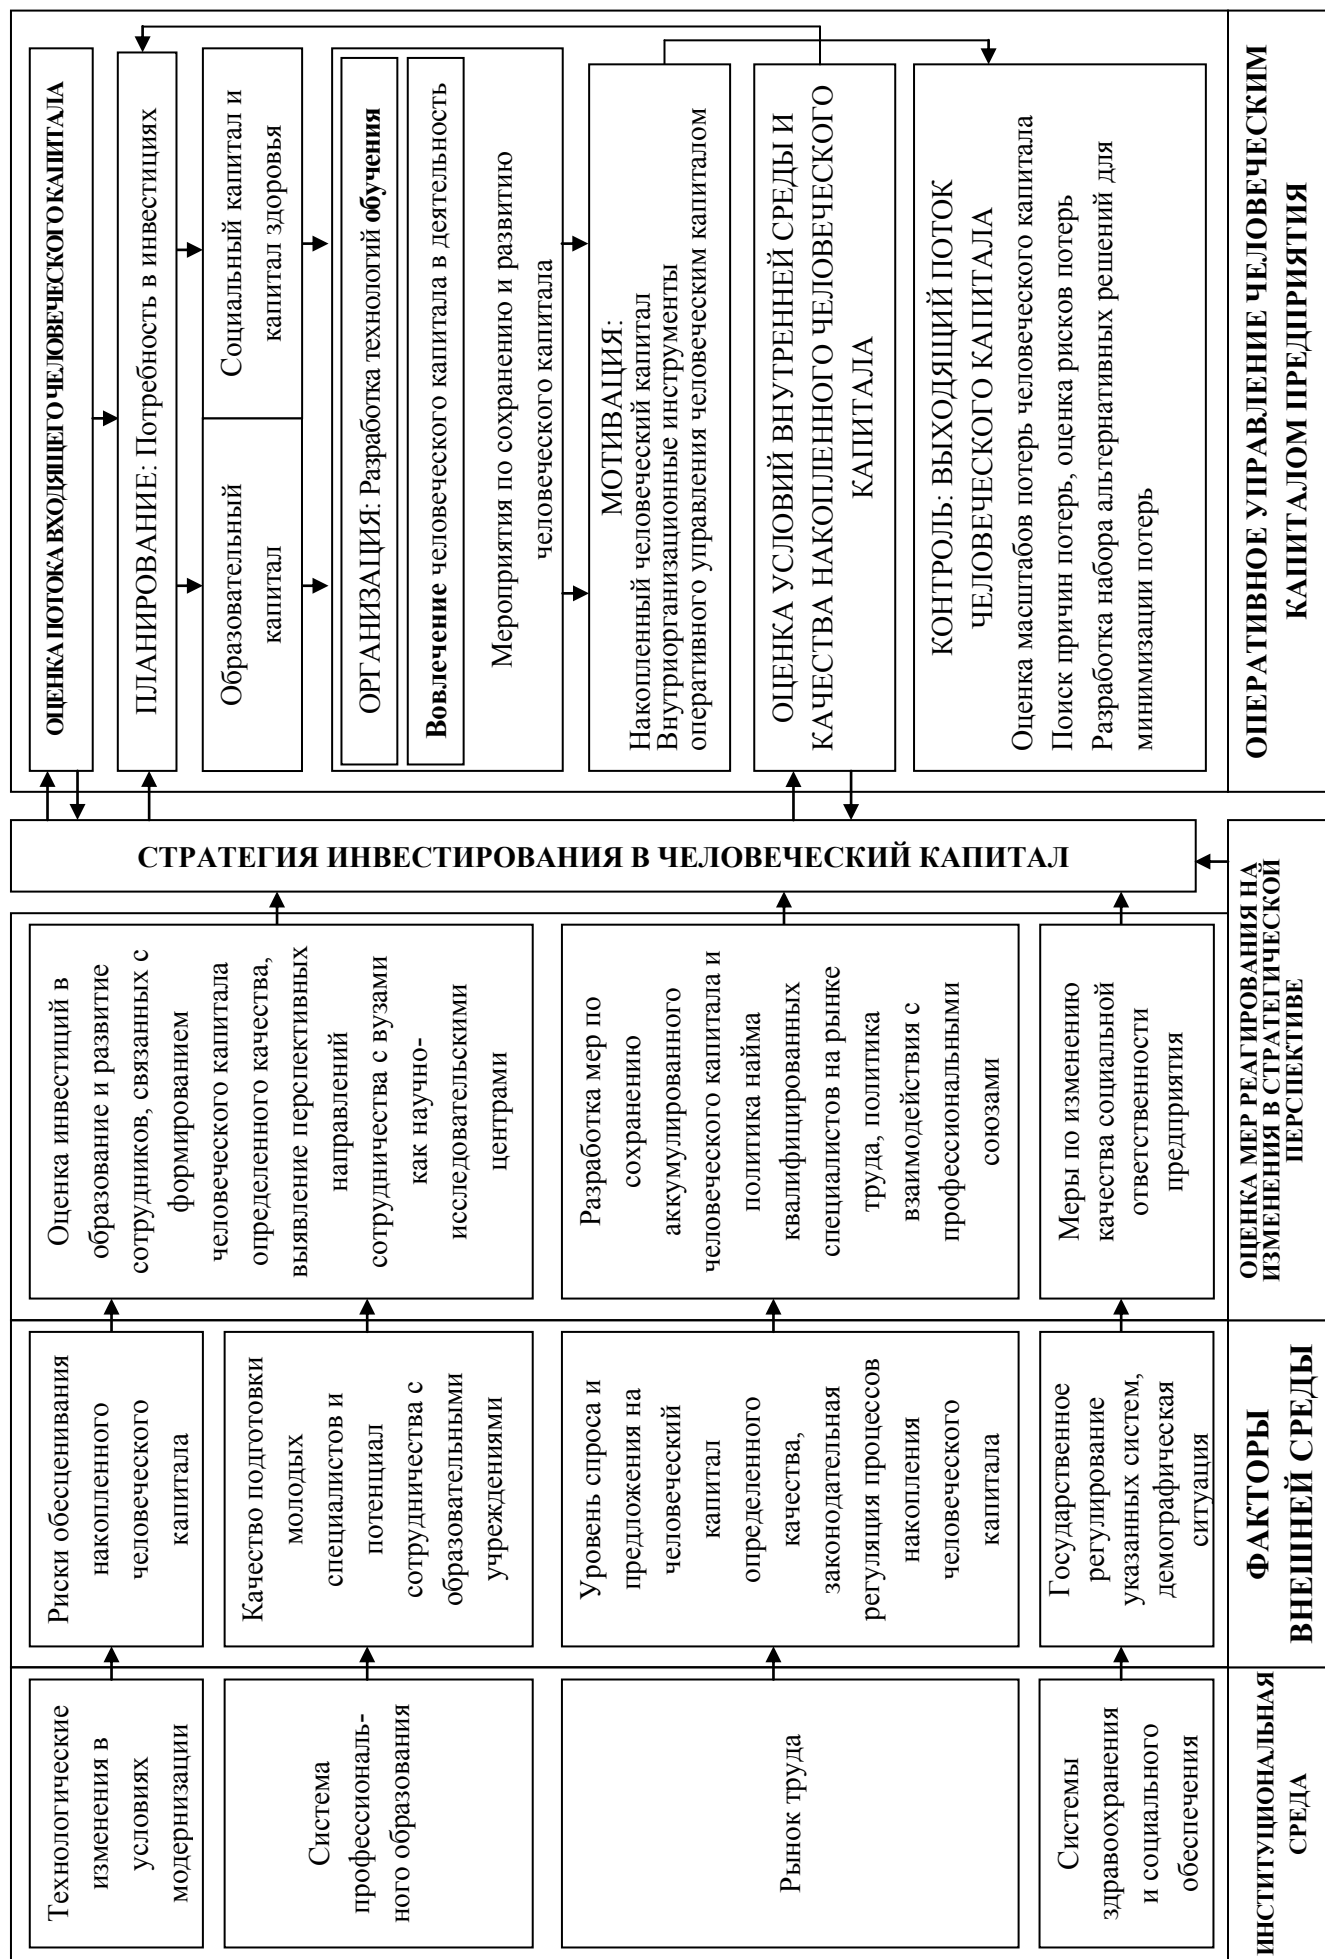 Технологические
изменения в
условиях
модернизации
Система
профессиональ-
ного образования
Рынок труда
Системы
здравоохранения
и социального
обеспечения
ИНСТИТУЦИОНАЛЬНАЯ
СРЕДА
Риски обесценивания
накопленного
человеческого
капитала
Качество подготовки
молодых
специалистов и
потенциал
сотрудничества с
образовательными
учреждениями
Уровень спроса и
предложения на
человеческий
капитал
определенного
качества,
законодательная
регуляция процессов
накопления
человеческого
капитала
Государственное
регулирование
указанных систем,
демографическая
ситуация
ФАКТОРЫ
ВНЕШНЕЙ СРЕДЫ
Оценка инвестиций в
образование и развитие
сотрудников, связанных с
формированием
человеческого капитала
определенного качества,
выявление перспективных
направлений
сотрудничества с вузами
как научно-
исследовательскими
центрами
Разработка мер по
сохранению
аккумулированного
человеческого капитала и
политика найма
квалифицированных
специалистов на рынке
труда, политика
взаимодействия с
профессиональными
союзами
Меры по изменению
качества социальной
ответственности
предприятия
ОЦЕНКА МЕР РЕАГИРОВАНИЯ НА
ИЗМЕНЕНИЯ В СТРАТЕГИЧЕСКОЙ
ПЕРСПЕКТИВЕ
СТРАТЕГИЯ ИНВЕСТИРОВАНИЯ В ЧЕЛОВЕЧЕСКИЙ КАПИТАЛ
ОЦЕНКА ПОТОКА ВХОДЯЩЕГО ЧЕЛОВЕЧЕСКОГО КАПИТАЛА
ПЛАНИРОВАНИЕ: Потребность в инвестициях
Образовательный
капитал
Социальный капитал и
капитал здоровья
ОРГАНИЗАЦИЯ: Разработка технологий обучения
Вовлечение человеческого капитала в деятельность
Мероприятия по сохранению и развитию
человеческого капитала
МОТИВАЦИЯ:
Накопленный человеческий капитал
Внутриорганизационные инструменты
оперативного управления человеческим капиталом
ОЦЕНКА УСЛОВИЙ ВНУТРЕННЕЙ СРЕДЫ И
КАЧЕСТВА НАКОПЛЕННОГО ЧЕЛОВЕЧЕСКОГО
КАПИТАЛА
КОНТРОЛЬ: ВЫХОДЯЩИЙ ПОТОК
ЧЕЛОВЕЧЕСКОГО КАПИТАЛА
Оценка масштабов потерь человеческого капитала
Поиск причин потерь, оценка рисков потерь
Разработка набора альтернативных решений для
минимизации потерь
ОПЕРАТИВНОЕ УПРАВЛЕНИЕ ЧЕЛОВЕЧЕСКИМ
КАПИТАЛОМ ПРЕДПРИЯТИЯ